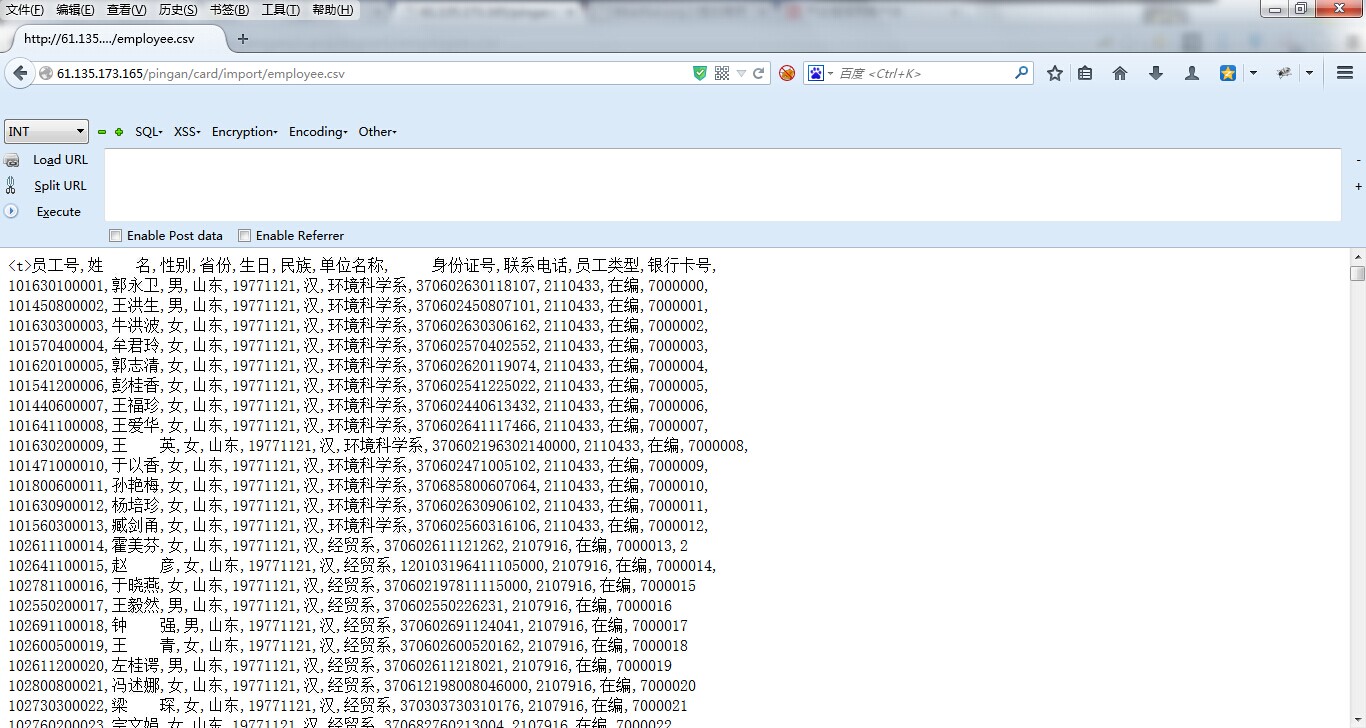 文件(F) 编辑(E) 查看(V) 历史(S) 书签(B) 工具(T) 帮助(H)
http://61.135..../employee.csv
61.135.173.165/pingan/card/import/employee.csv 百度 <Ctrl+K>
INT SQL- XSS- Encryption- Encoding- Other-
Load URL
Split URL
Execute
Enable Post data Enable Referrer
<t>员工号,姓    名,性别,省份,生日,民族,单位名称,     身份证号,联系电话,员工类型,银行卡号,
101630100001,郭永卫,男,山东,19771121,汉,环境科学系,370602630118107,2110433,在编,7000000,
101450800002,王洪生,男,山东,19771121,汉,环境科学系,370602450807101,2110433,在编,7000001,
101630300003,牛洪波,女,山东,19771121,汉,环境科学系,370602630306162,2110433,在编,7000002,
101570400004,牟君玲,女,山东,19771121,汉,环境科学系,370602570402552,2110433,在编,7000003,
101620100005,郭志清,女,山东,19771121,汉,环境科学系,370602620119074,2110433,在编,7000004,
101541200006,彭桂香,女,山东,19771121,汉,环境科学系,370602541225022,2110433,在编,7000005,
101440600007,王福珍,女,山东,19771121,汉,环境科学系,370602440613432,2110433,在编,7000006,
101641100008,王爱华,女,山东,19771121,汉,环境科学系,370602641117466,2110433,在编,7000007,
101630200009,王    英,女,山东,19771121,汉,环境科学系,370602196302140000,2110433,在编,7000008,
101471000010,于以香,女,山东,19771121,汉,环境科学系,370602471005102,2110433,在编,7000009,
101800600011,孙艳梅,女,山东,19771121,汉,环境科学系,370685800607064,2110433,在编,7000010,
101630900012,杨培珍,女,山东,19771121,汉,环境科学系,370602630906102,2110433,在编,7000011,
101560300013,臧剑甬,女,山东,19771121,汉,环境科学系,370602560316106,2110433,在编,7000012,
102611100014,霍美芬,女,山东,19771121,汉,经贸系,370602611121262,2107916,在编,7000013,2
102641100015,赵    彦,女,山东,19771121,汉,经贸系,120103196411105000,2107916,在编,7000014,
102781100016,于晓燕,女,山东,19771121,汉,经贸系,370602197811115000,2107916,在编,7000015
102550200017,王毅然,男,山东,19771121,汉,经贸系,370602550226231,2107916,在编,7000016
102691100018,钟    强,男,山东,19771121,汉,经贸系,370602691124041,2107916,在编,7000017
102600500019,王    青,女,山东,19771121,汉,经贸系,370602600520162,2107916,在编,7000018
102611200020,左桂谔,男,山东,19771121,汉,经贸系,370602611218021,2107916,在编,7000019
102800800021,冯述娜,女,山东,19771121,汉,经贸系,370612198008046000,2107916,在编,7000020
102730300022,梁    琛,女,山东,19771121,汉,经贸系,370303730310176,2107916,在编,7000021
102760200023,宗文娟,女,山东,19771121,汉,经贸系,370682760213004,2107916,在编,7000022